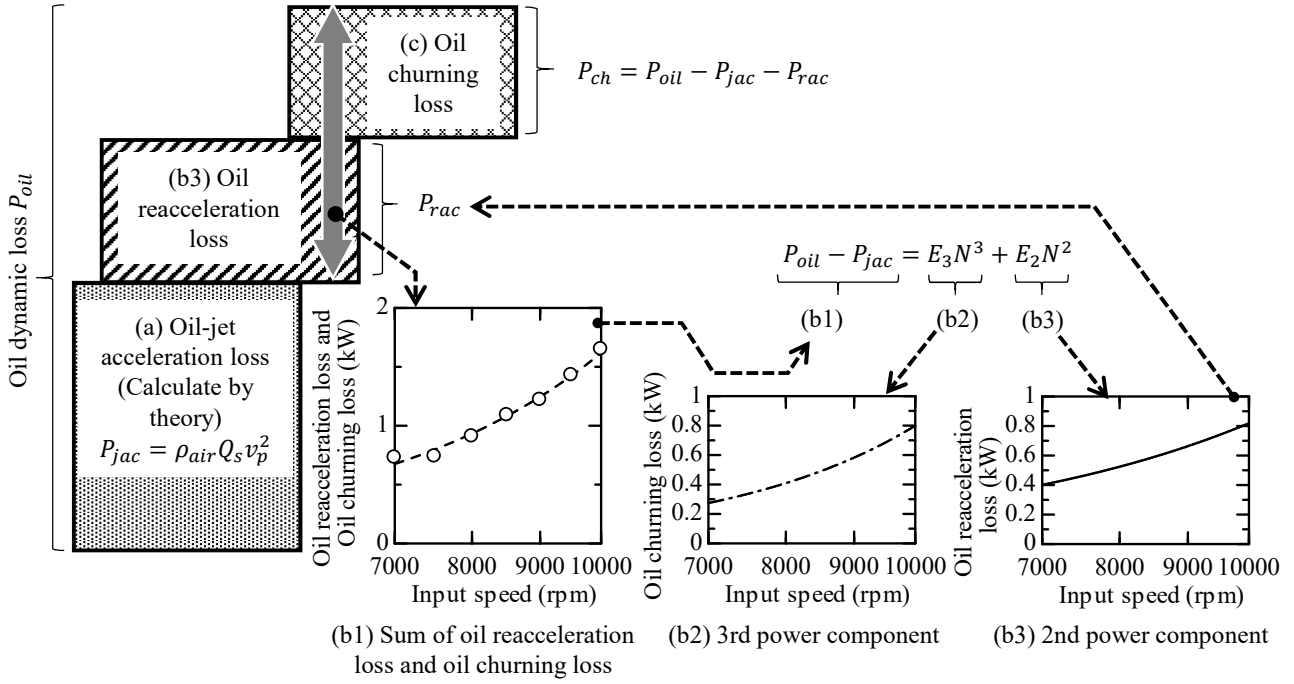 Oil dynamic loss P_oil
(c) Oil
churning
loss
P_ch = P_oil − P_jac − P_rac
(b3) Oil
reacceleration
loss
P_rac
(a) Oil-jet
acceleration loss
(Calculate by
theory)
P_jac = ρ_air Q_s v_p^2
P_oil − P_jac = E_3N^3 + E_2N^2
(b1)
(b2)
(b3)
Oil reacceleration loss and
Oil churning loss (kW)
2
1
0
7000
8000
9000
10000
Input speed (rpm)
(b1) Sum of oil reacceleration
loss and oil churning loss
Oil churning loss (kW)
1
0.8
0.6
0.4
0.2
0
7000
8000
9000
10000
Input speed (rpm)
(b2) 3rd power component
Oil reacceleration
loss (kW)
1
0.8
0.6
0.4
0.2
0
7000
8000
9000
10000
Input speed (rpm)
(b3) 2nd power component